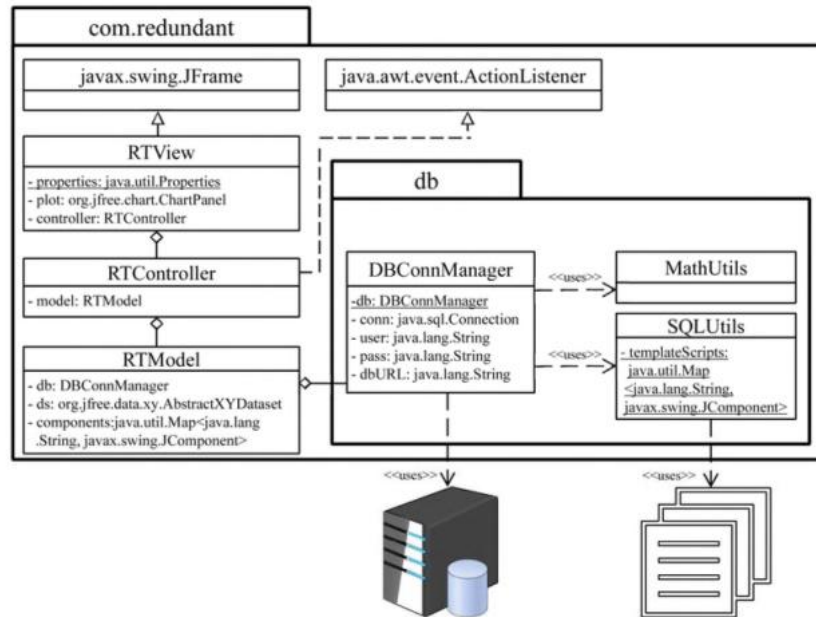 com.redundant
javax.swing.JFrame
java.awt.event.ActionListener
RTView
- properties: java.util.Properties
- plot: org.jfree.chart.ChartPanel
- controller: RTController
RTController
- model: RTModel
RTModel
- db: DBConnManager
- ds: org.jfree.data.xy.AbstractXYDataset
- components:java.util.Map<java.lang
.String, javax.swing.JComponent>
db
DBConnManager
-db: DBConnManager
- conn: java.sql.Connection
- user: java.lang.String
- pass: java.lang.String
- dbURL: java.lang.String
<<uses>>
MathUtils
<<uses>>
SQLUtils
- templateScripts:
java.util.Map
<java.lang.String,
javax.swing.JComponent>
<<uses>>
<<uses>>